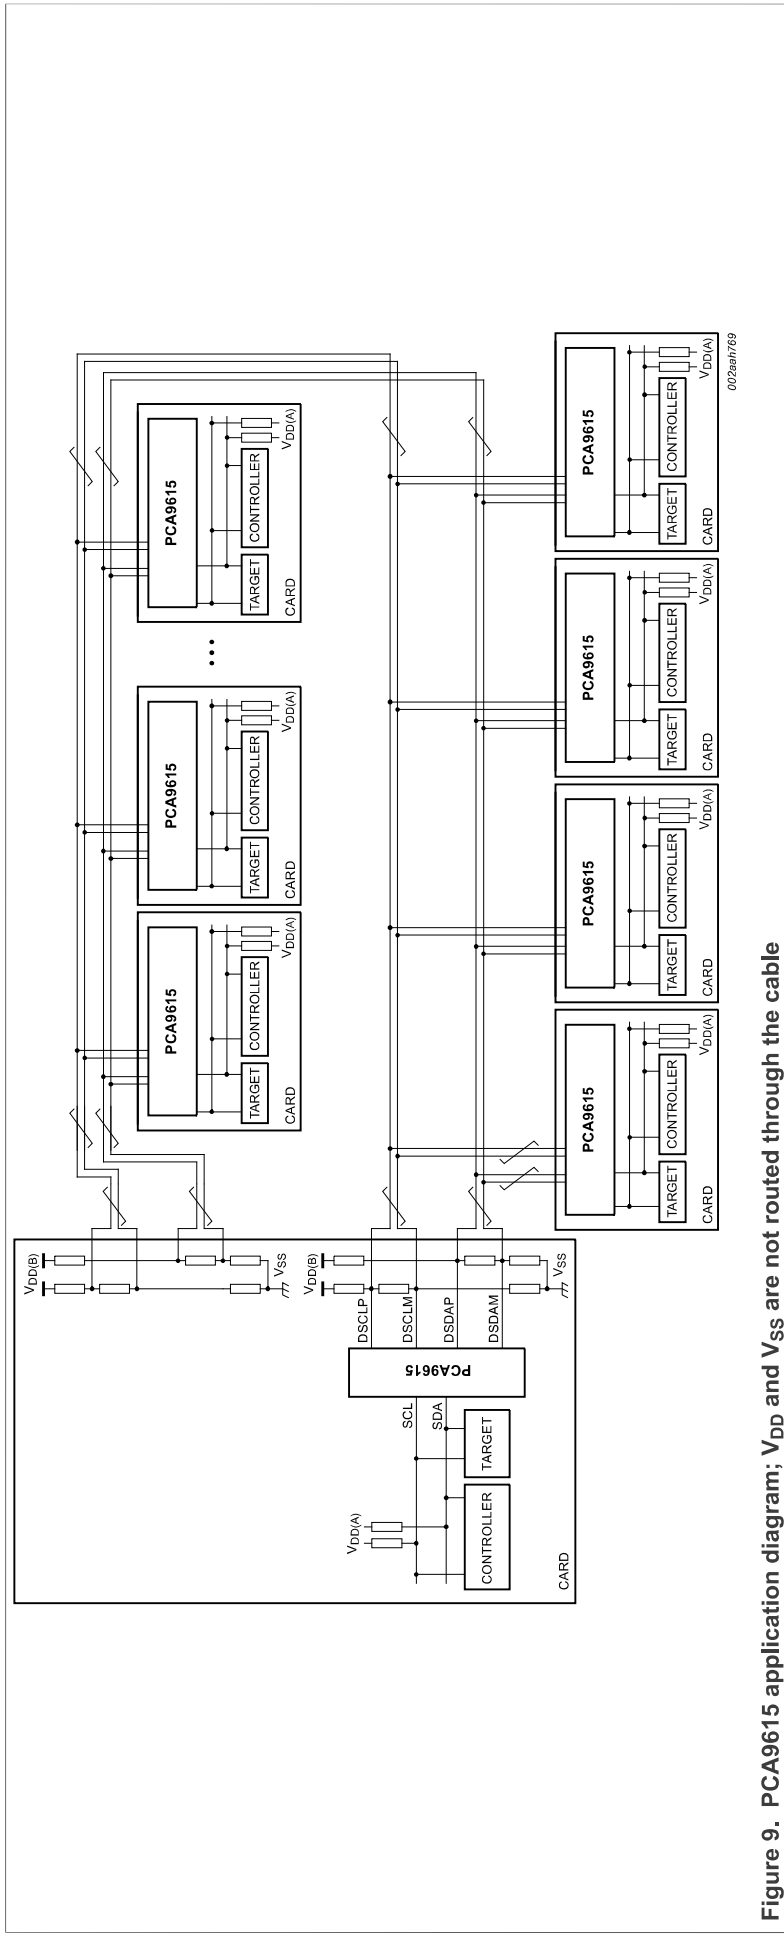 VDD(B)
VSS
VDD(B)
VSS
DSCLP
DSCLM
DSDAP
DSDAM
PCA9615
SCL
SDA
VDD(A)
TARGET
CONTROLLER
CARD
PCA9615
TARGET
CONTROLLER
VDD(A)
CARD
PCA9615
TARGET
CONTROLLER
VDD(A)
CARD
...
PCA9615
TARGET
CONTROLLER
VDD(A)
CARD
PCA9615
TARGET
CONTROLLER
VDD(A)
CARD
PCA9615
TARGET
CONTROLLER
VDD(A)
CARD
PCA9615
TARGET
CONTROLLER
VDD(A)
CARD
PCA9615
TARGET
CONTROLLER
VDD(A)
CARD
002aah769
Figure 9. PCA9615 application diagram; VDD and VSS are not routed through the cable